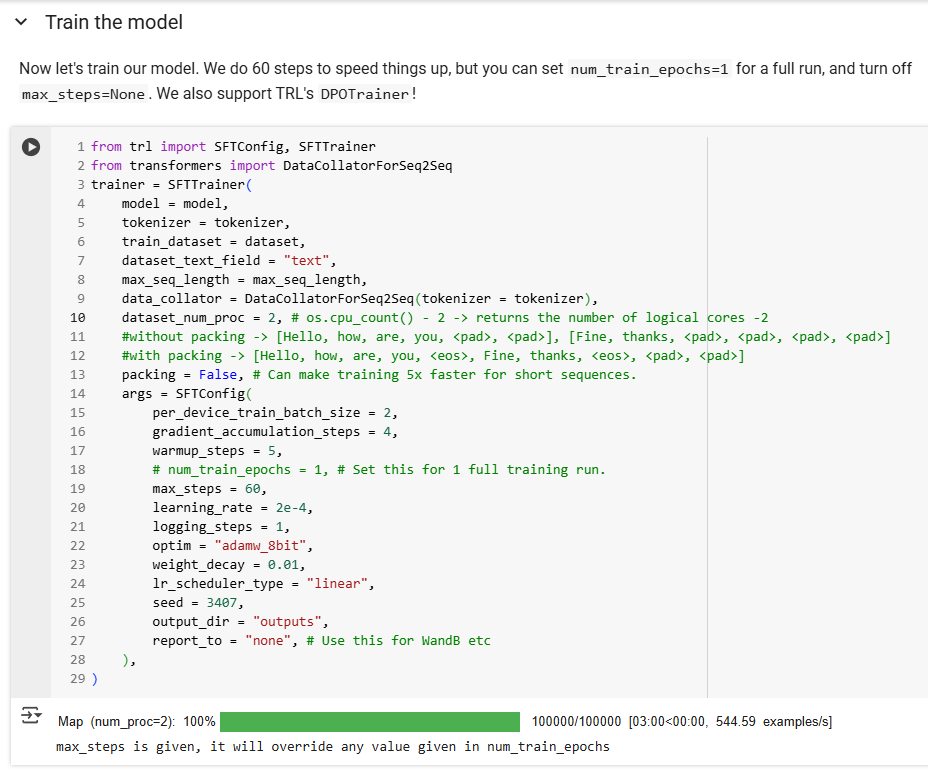 Train the model
Now let's train our model. We do 60 steps to speed things up, but you can set num_train_epochs=1 for a full run, and turn off
max_steps=None. We also support TRL's DPOTrainer!
1 from trl import SFTConfig, SFTTrainer
2 from transformers import DataCollatorForSeq2Seq
3 trainer = SFTTrainer(
4     model = model,
5     tokenizer = tokenizer,
6     train_dataset = dataset,
7     dataset_text_field = "text",
8     max_seq_length = max_seq_length,
9     data_collator = DataCollatorForSeq2Seq(tokenizer = tokenizer),
10     dataset_num_proc = 2, # os.cpu_count() - 2 -> returns the number of logical cores -2
11     #without packing -> [Hello, how, are, you, <pad>, <pad>], [Fine, thanks, <pad>, <pad>, <pad>, <pad>]
12     #with packing -> [Hello, how, are, you, <eos>, Fine, thanks, <eos>, <pad>, <pad>]
13     packing = False, # Can make training 5x faster for short sequences.
14     args = SFTConfig(
15         per_device_train_batch_size = 2,
16         gradient_accumulation_steps = 4,
17         warmup_steps = 5,
18         # num_train_epochs = 1, # Set this for 1 full training run.
19         max_steps = 60,
20         learning_rate = 2e-4,
21         logging_steps = 1,
22         optim = "adamw_8bit",
23         weight_decay = 0.01,
24         lr_scheduler_type = "linear",
25         seed = 3407,
26         output_dir = "outputs",
27         report_to = "none", # Use this for WandB etc
28     ),
29 )
Map (num_proc=2): 100% 100000/100000 [03:00<00:00, 544.59 examples/s]
max_steps is given, it will override any value given in num_train_epochs